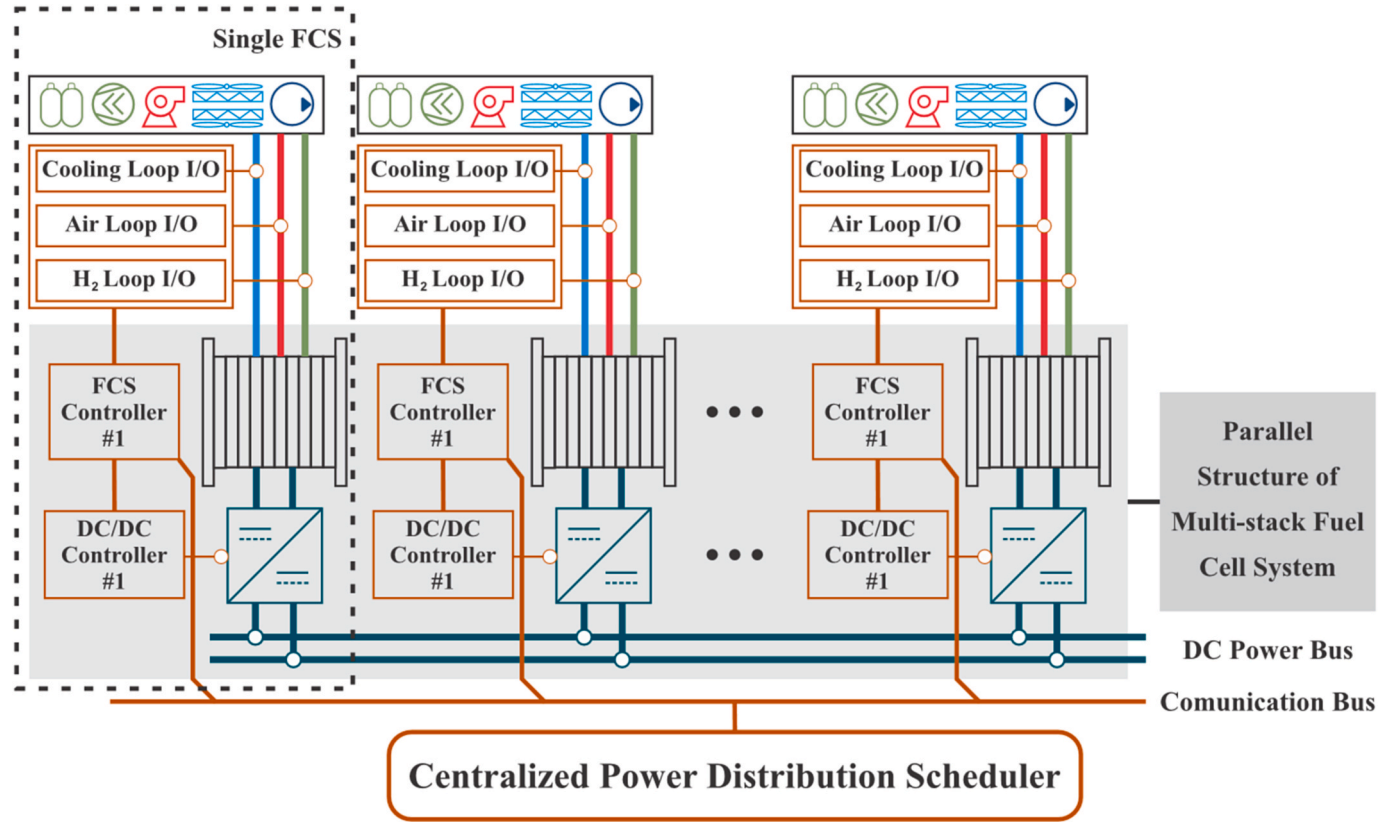 Single FCS
Cooling Loop I/O
Air Loop I/O
H₂ Loop I/O
FCS
Controller
#1
DC/DC
Controller
#1
Cooling Loop I/O
Air Loop I/O
H₂ Loop I/O
FCS
Controller
#1
DC/DC
Controller
#1
Cooling Loop I/O
Air Loop I/O
H₂ Loop I/O
FCS
Controller
#1
DC/DC
Controller
#1
Parallel
Structure of
Multi-stack Fuel
Cell System
DC Power Bus
Comunication Bus
Centralized Power Distribution Scheduler